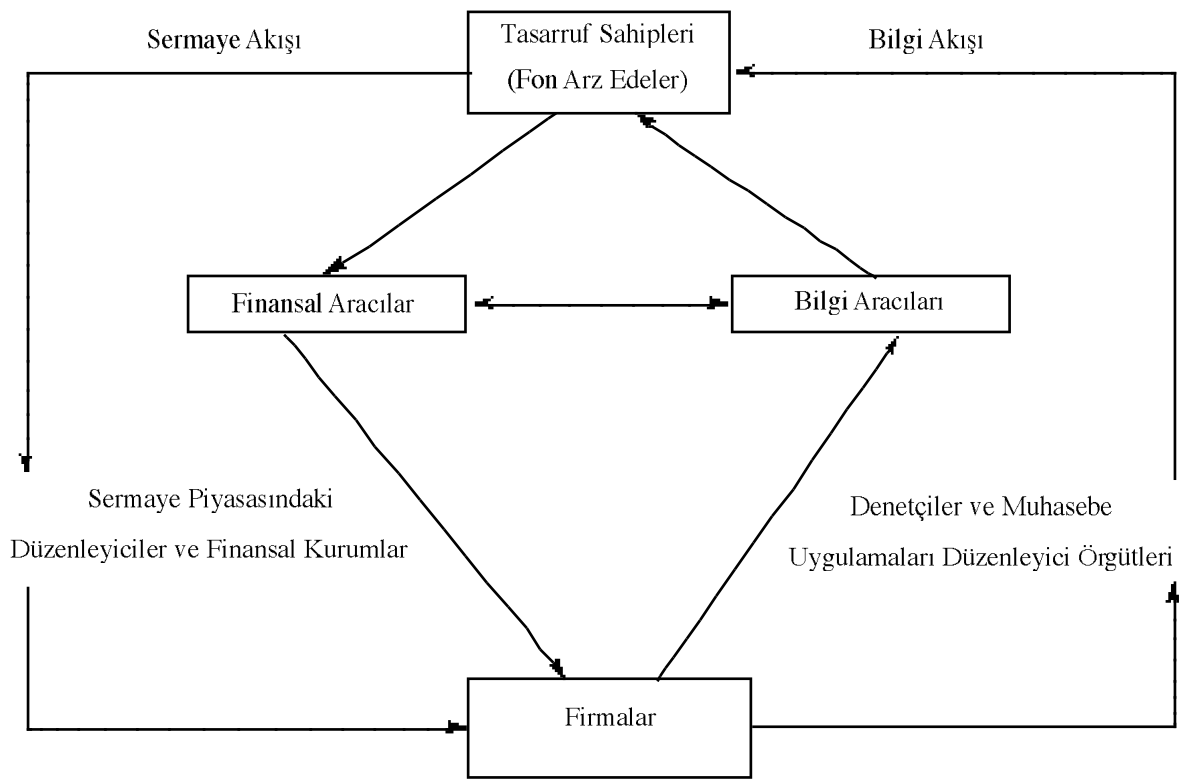 Sermaye Akışı
Tasarruf Sahipleri
(Fon Arz Edeler)
Bilgi Akışı
Finansal Aracılar
Bilgi Aracıları
Sermaye Piyasasındaki
Düzenleyiciler ve Finansal Kurumlar
Denetçiler ve Muhasebe
Uygulamaları Düzenleyici Örgütleri
Firmalar